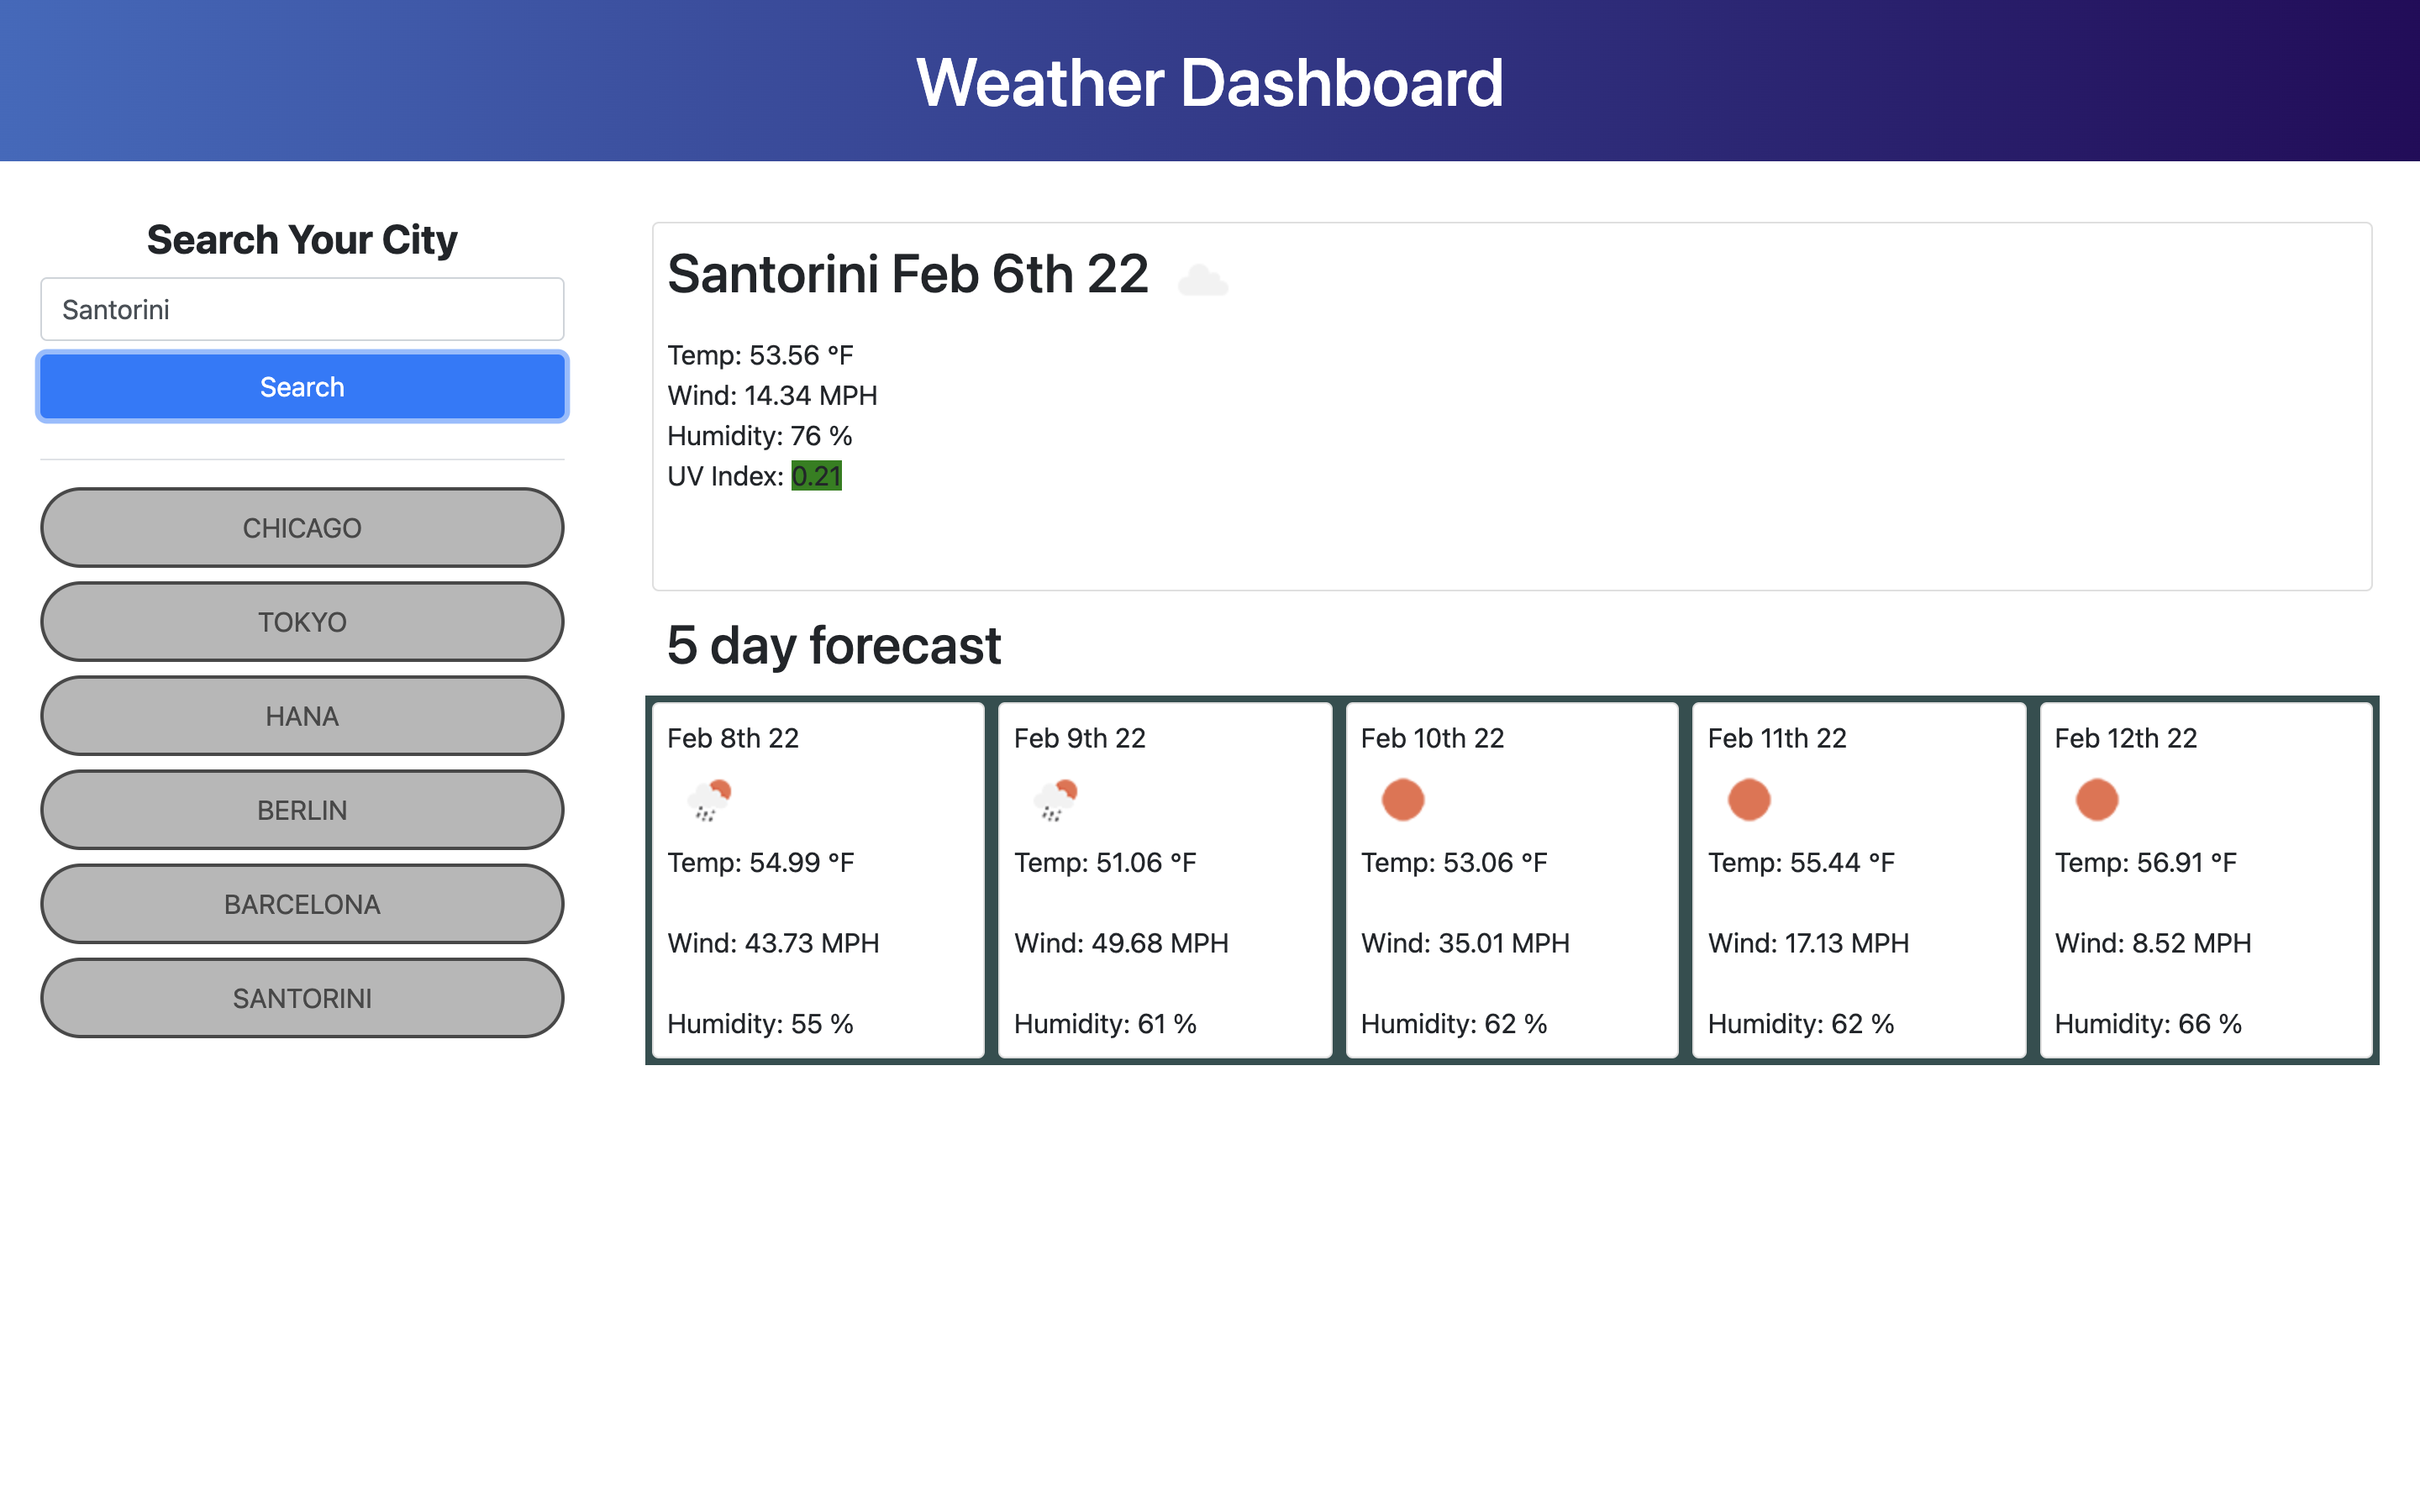 Weather Dashboard
Search Your City
Santorini
Search
CHICAGO
TOKYO
HANA
BERLIN
BARCELONA
SANTORINI
Santorini Feb 6th 22
Temp: 53.56 °F
Wind: 14.34 MPH
Humidity: 76 %
UV Index: 0.21
5 day forecast
Feb 8th 22
Temp: 54.99 °F
Wind: 43.73 MPH
Humidity: 55 %
Feb 9th 22
Temp: 51.06 °F
Wind: 49.68 MPH
Humidity: 61 %
Feb 10th 22
Temp: 53.06 °F
Wind: 35.01 MPH
Humidity: 62 %
Feb 11th 22
Temp: 55.44 °F
Wind: 17.13 MPH
Humidity: 62 %
Feb 12th 22
Temp: 56.91 °F
Wind: 8.52 MPH
Humidity: 66 %